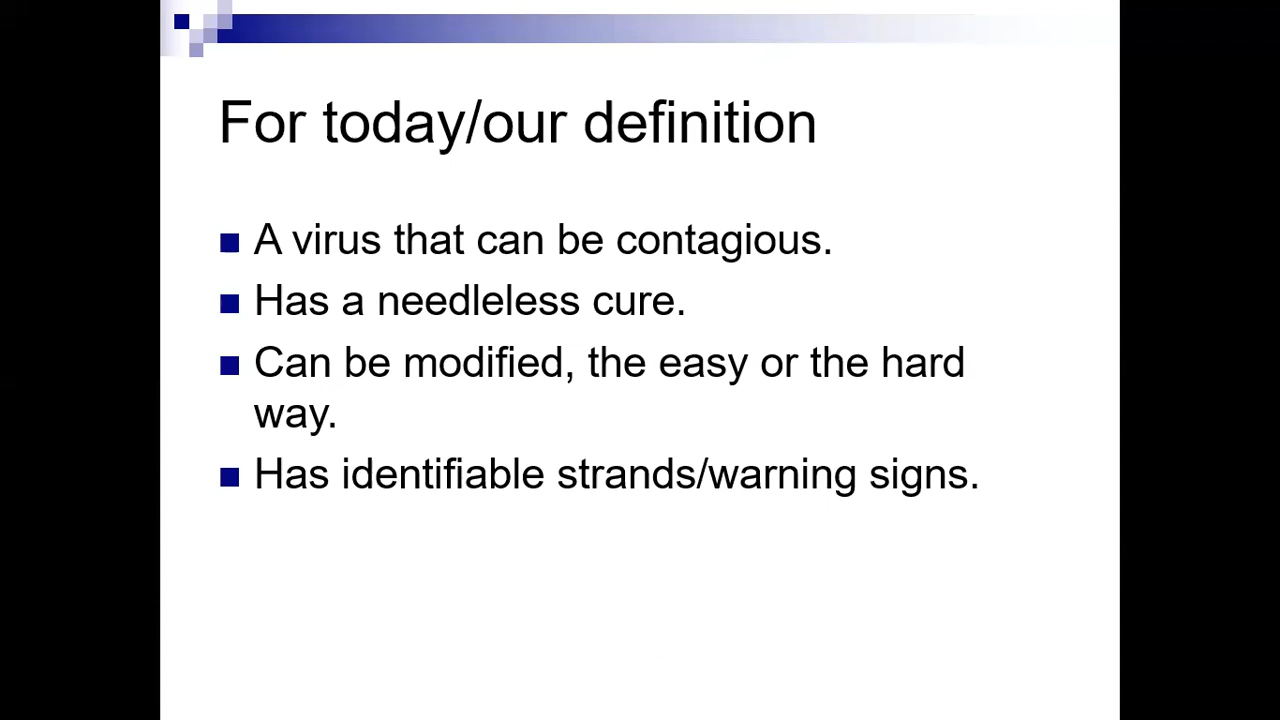 For today/our definition
A virus that can be contagious.
Has a needleless cure.
Can be modified, the easy or the hard
way.
Has identifiable strands/warning signs.